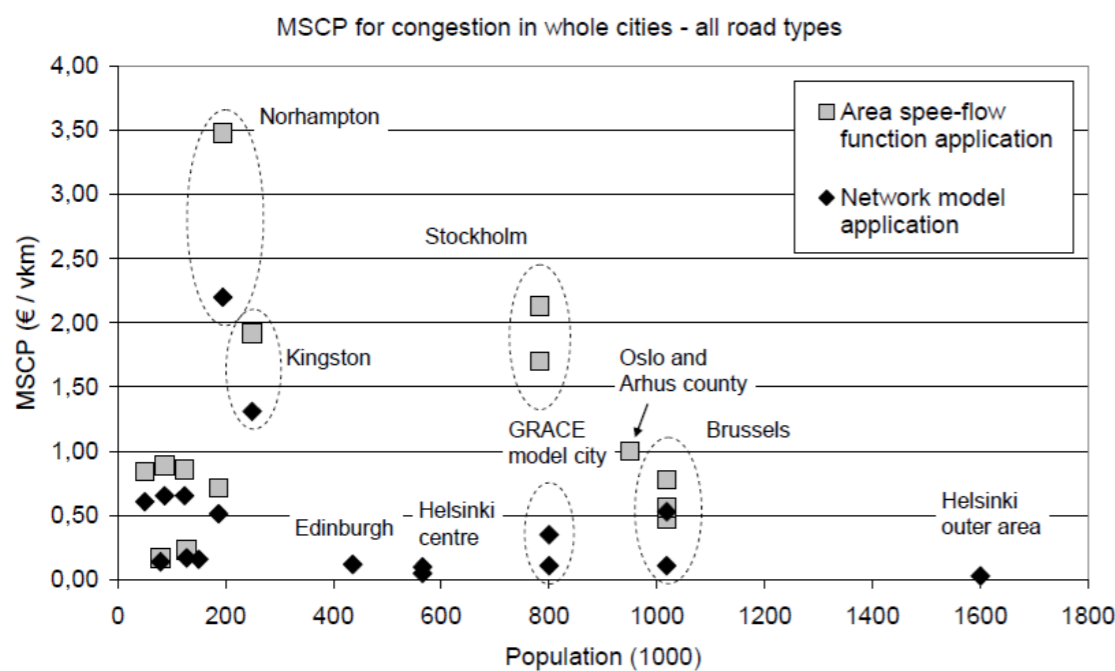 MSCP for congestion in whole cities - all road types
4,00
3,50
3,00
2,50
2,00
1,50
1,00
0,50
0,00
MSCP (€ / vkm)
Norhampton
Area spee-flow
function application
Network model
application
Stockholm
Kingston
Oslo and
Arhus county
GRACE
model city
Brussels
Edinburgh
Helsinki
centre
Helsinki
outer area
0 200 400 600 800 1000 1200 1400 1600 1800
Population (1000)